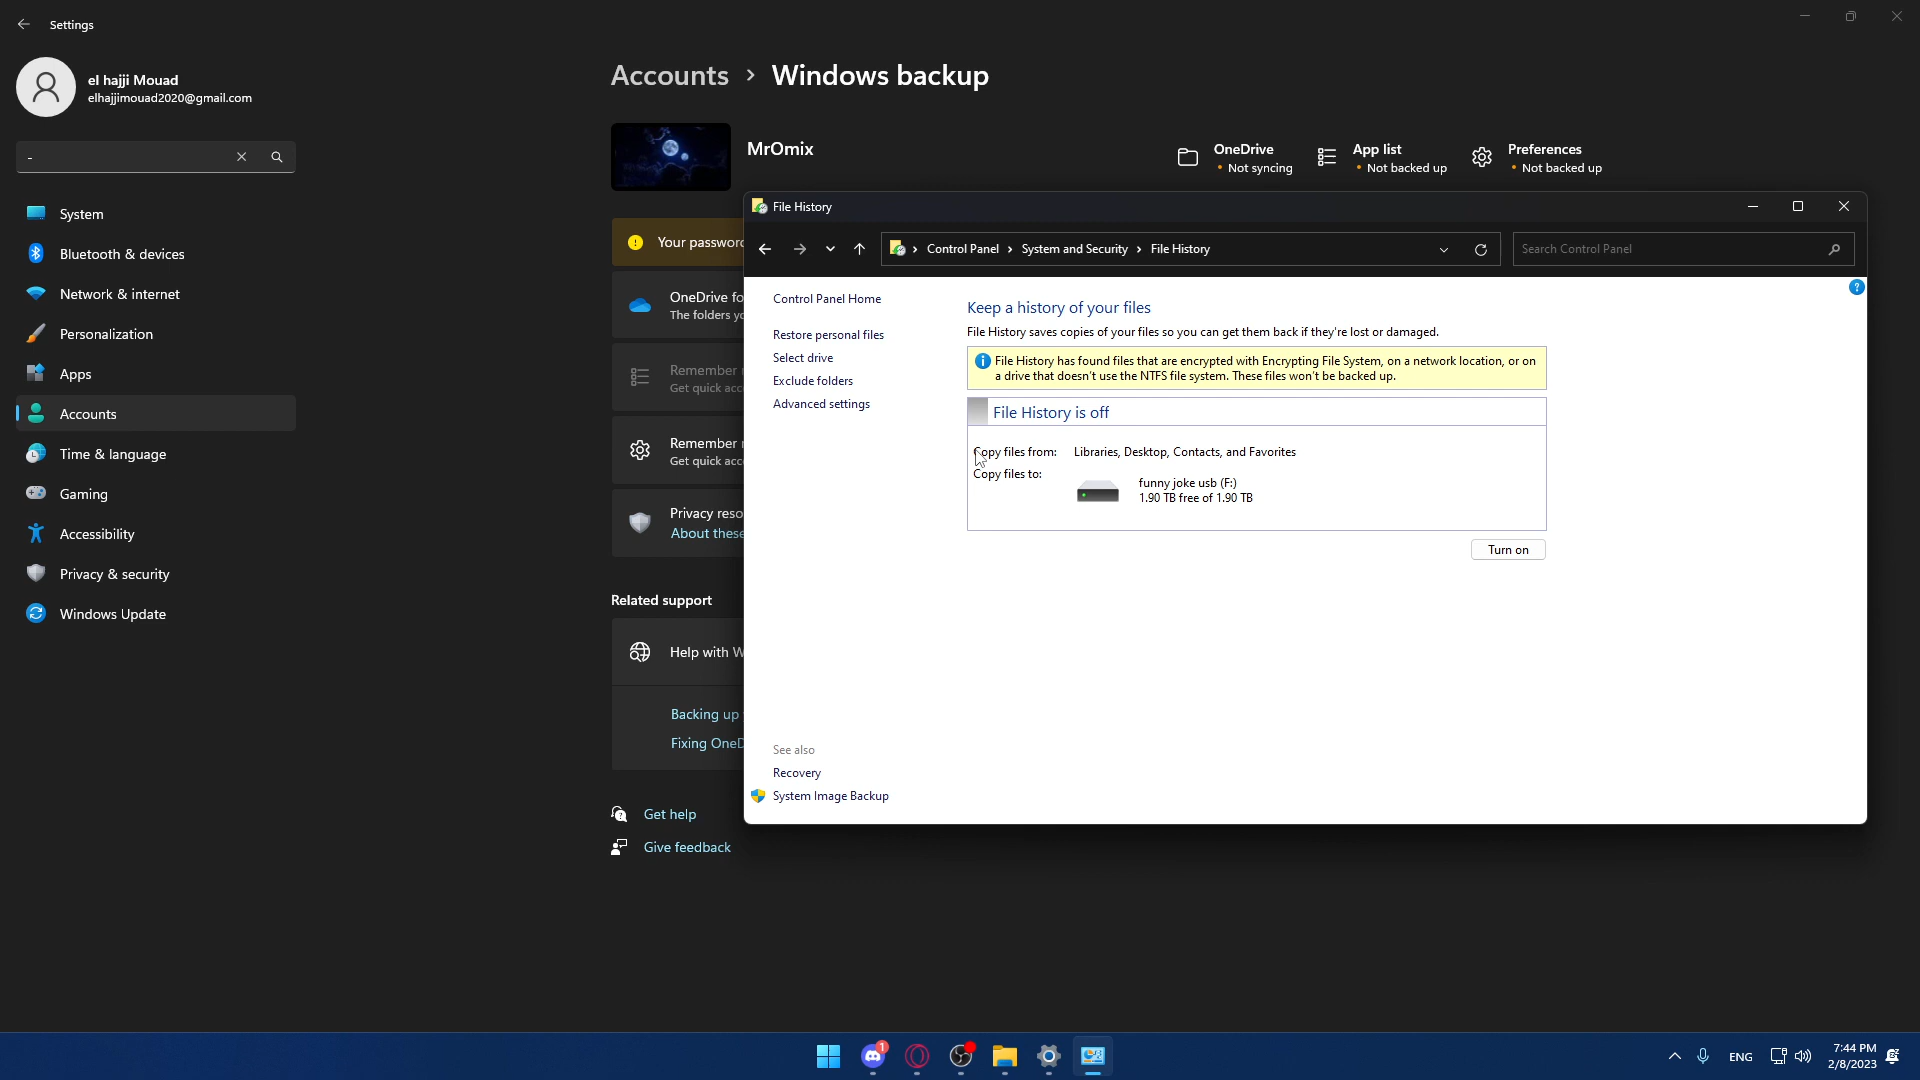 Settings
el hajji Mouad
elhajjimouad2020@gmail.com
-
System
Bluetooth & devices
Network & internet
Personalization
Apps
Accounts
Time & language
Gaming
Accessibility
Privacy & security
Windows Update
Accounts > Windows backup
MrOmix
OneDrive
• Not syncing
App list
• Not backed up
Preferences
• Not backed up
Your password
OneDrive fo
The folders yo
Remember
Get quick acc
Remember
Get quick acc
Privacy reso
About these
Related support
Help with W
Backing up
Fixing OneD
Get help
Give feedback
File History
Control Panel > System and Security > File History
Search Control Panel
Control Panel Home
Restore personal files
Select drive
Exclude folders
Advanced settings
See also
Recovery
System Image Backup
Keep a history of your files
File History saves copies of your files so you can get them back if they're lost or damaged.
File History has found files that are encrypted with Encrypting File System, on a network location, or on
a drive that doesn't use the NTFS file system. These files won't be backed up.
File History is off
Copy files from: Libraries, Desktop, Contacts, and Favorites
Copy files to:
funny joke usb (F:)
1.90 TB free of 1.90 TB
Turn on
1
ENG
7:44 PM
2/8/2023